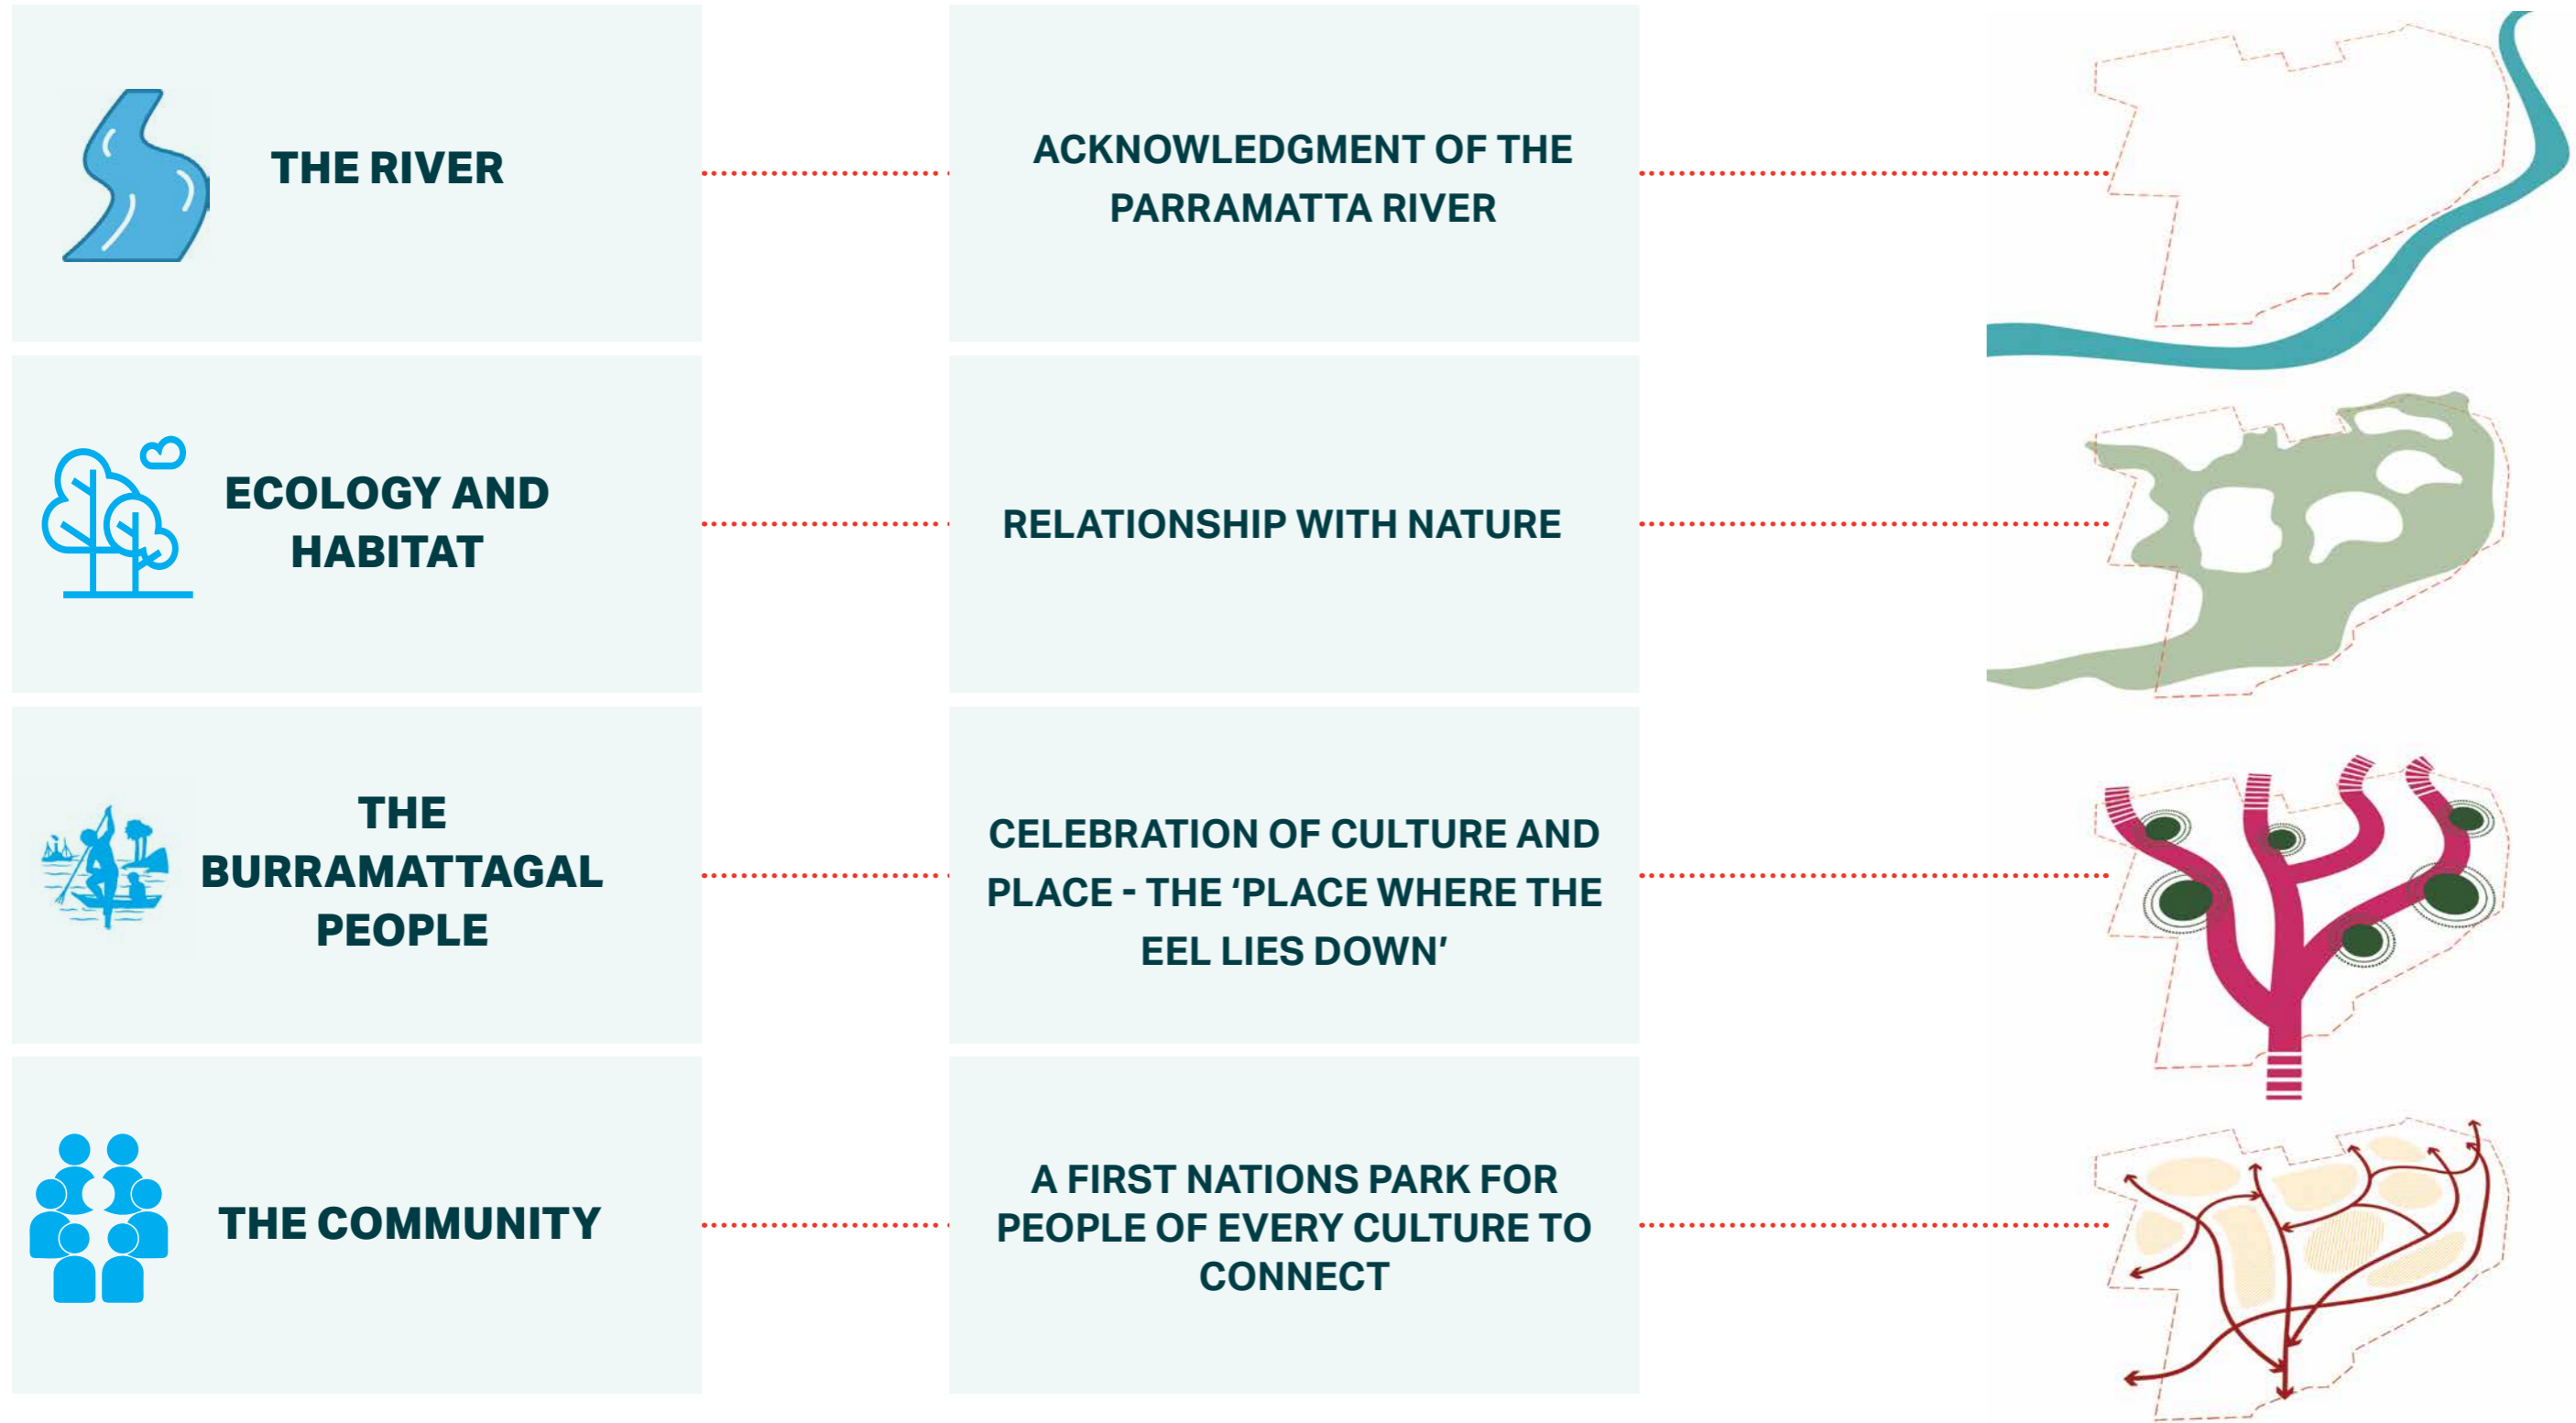 THE RIVER
ACKNOWLEDGMENT OF THE
PARRAMATTA RIVER
ECOLOGY AND
HABITAT
RELATIONSHIP WITH NATURE
THE
BURRAMATTAGAL
PEOPLE
CELEBRATION OF CULTURE AND
PLACE - THE ‘PLACE WHERE THE
EEL LIES DOWN’
THE COMMUNITY
A FIRST NATIONS PARK FOR
PEOPLE OF EVERY CULTURE TO
CONNECT